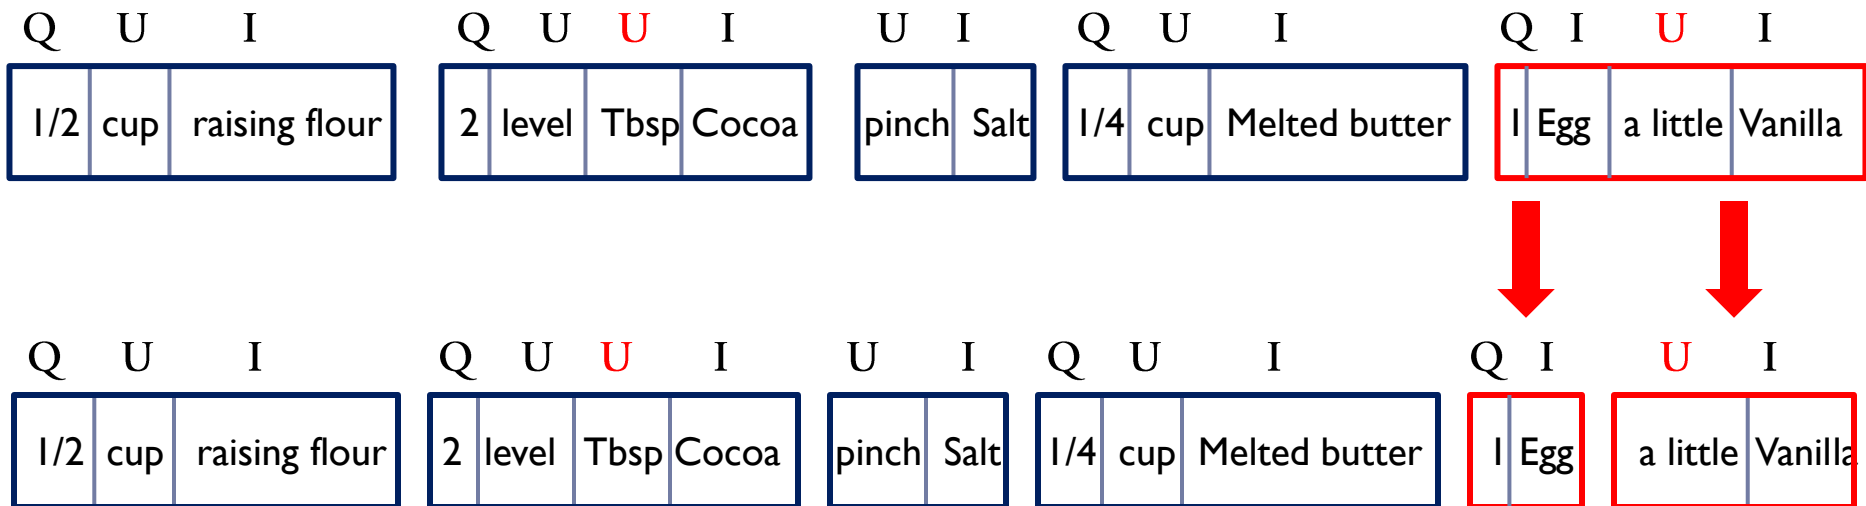 Q U I Q U U I U I Q U I Q I U I
1/2 cup raising flour 2 level Tbsp Cocoa pinch Salt 1/4 cup Melted butter 1 Egg a little Vanilla
Q U I Q U U I U I Q U I Q I U I
1/2 cup raising flour 2 level Tbsp Cocoa pinch Salt 1/4 cup Melted butter 1 Egg a little Vanilla